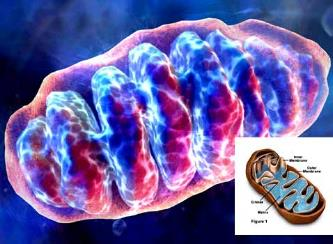 Inner
Membrane
Outer
Membrane
Cristae
Matrix
Figure 1